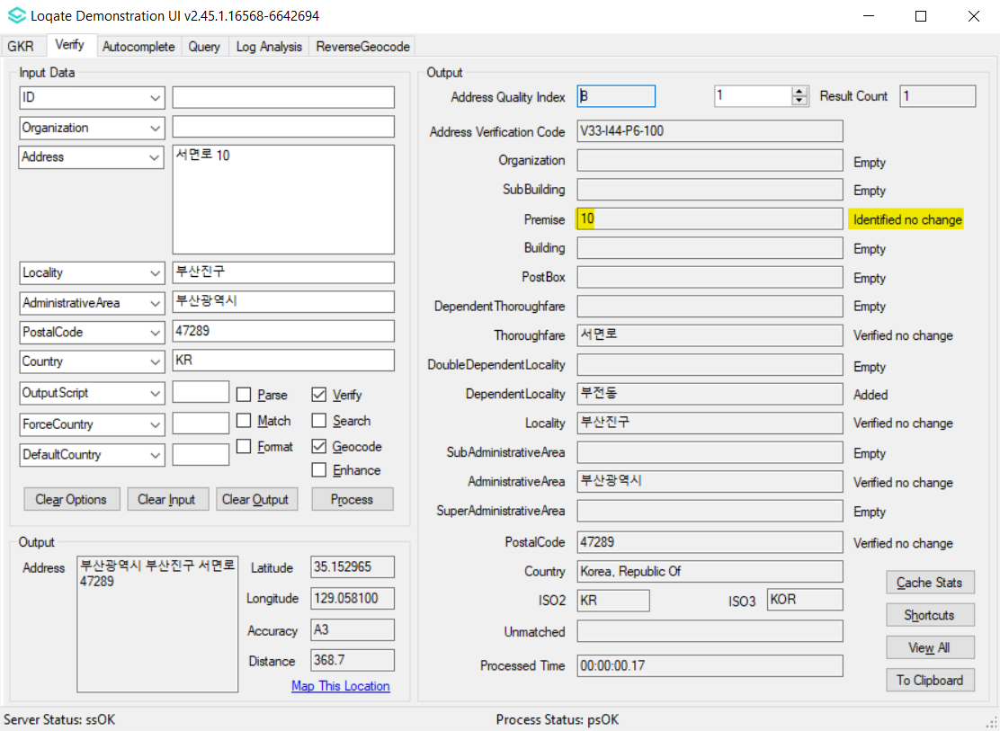 Loqate Demonstration UI v2.45.1.16568-6642694
GKR Verify Autocomplete Query Log Analysis ReverseGeocode
Input Data
ID
Organization
Address 서면로 10
Locality 부산진구
AdministrativeArea 부산광역시
PostalCode 47289
Country KR
OutputScript Parse Verify
ForceCountry Match Search
DefaultCountry Format Geocode
Enhance
Clear Options Clear Input Clear Output Process
Output
Address 부산광역시 부산진구 서면로
47289
Latitude 35.152965
Longitude 129.058100
Accuracy A3
Distance 368.7
Map This Location
Output
Address Quality Index B 1 Result Count 1
Address Verification Code V33-I44-P6-100
Organization Empty
SubBuilding Empty
Premise 10 Identified no change
Building Empty
PostBox Empty
DependentThoroughfare Empty
Thoroughfare 서면로 Verified no change
DoubleDependentLocality Empty
DependentLocality 부전동 Added
Locality 부산진구 Verified no change
SubAdministrativeArea Empty
AdministrativeArea 부산광역시 Verified no change
SuperAdministrativeArea Empty
PostalCode 47289 Verified no change
Country Korea, Republic Of
ISO2 KR ISO3 KOR
Unmatched
Processed Time 00:00:00.17
Cache Stats
Shortcuts
View All
To Clipboard
Server Status: ssOK Process Status: psOK